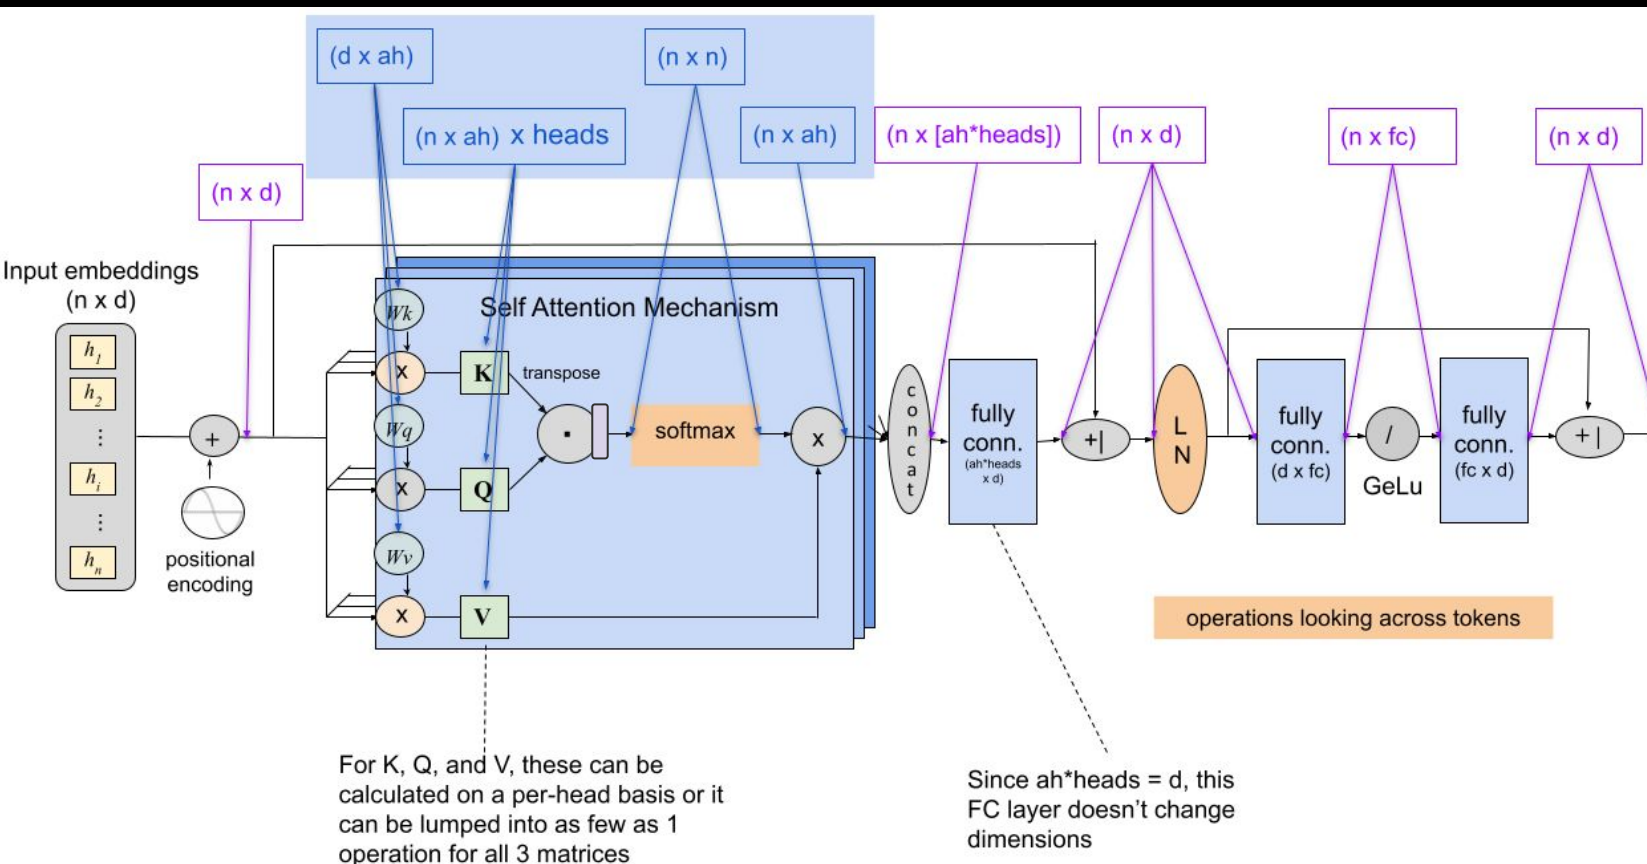 (d x ah)
(n x n)
(n x ah) x heads
(n x ah)
(n x [ah*heads])
(n x d)
(n x fc)
(n x d)
(n x d)
Input embeddings
(n x d)
h1
h2
⋮
hi
⋮
hn
+
positional
encoding
Self Attention Mechanism
Wk
x
K
transpose
Wq
x
Q
Wv
x
V
·
softmax
x
c
o
n
c
a
t
fully
conn.
(ah*heads
x d)
+|
L
N
fully
conn.
(d x fc)
/
GeLu
fully
conn.
(fc x d)
+|
operations looking across tokens
For K, Q, and V, these can be
calculated on a per-head basis or it
can be lumped into as few as 1
operation for all 3 matrices
Since ah*heads = d, this
FC layer doesn't change
dimensions